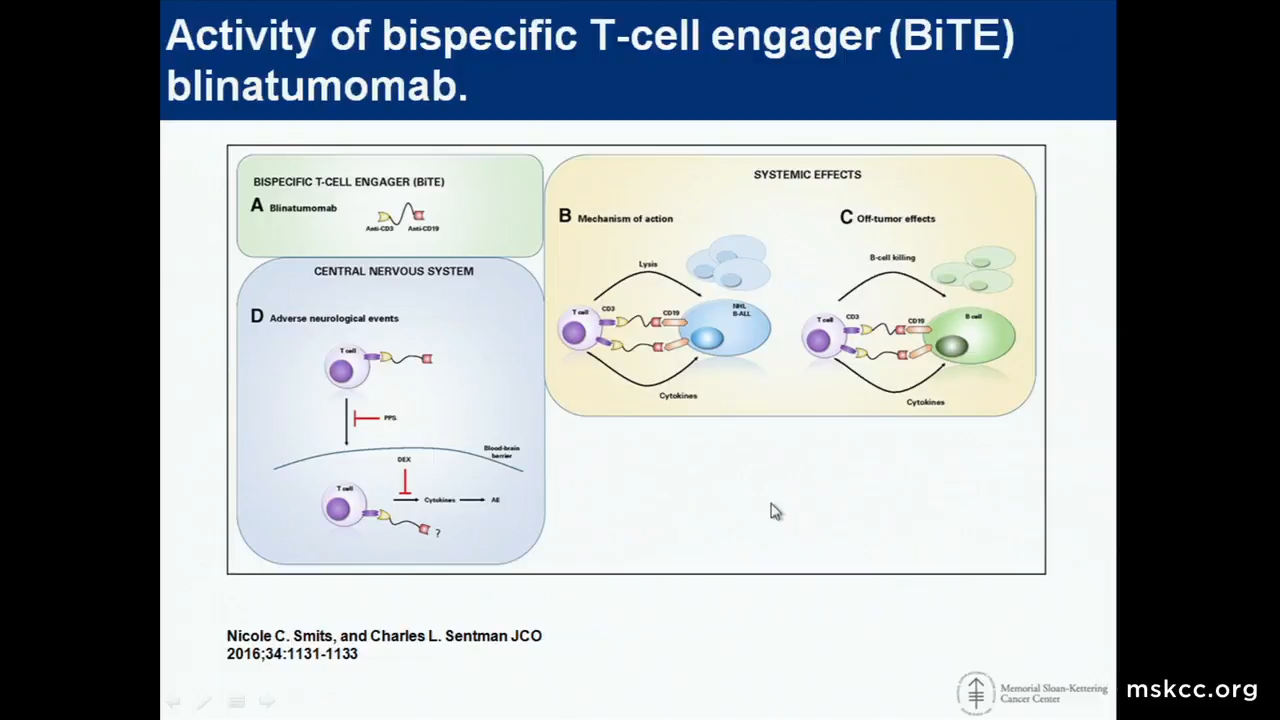 Activity of bispecific T-cell engager (BiTE)
blinatumomab.
BISPECIFIC T-CELL ENGAGER (BiTE)
A Blinatumomab
Anti-CD3 Anti-CD19
CENTRAL NERVOUS SYSTEM
D Adverse neurological events
T cell
PPS
Blood-brain
barrier
DEX
T cell
Cytokines
AE
?
SYSTEMIC EFFECTS
B Mechanism of action
Lysis
T cell
CD3
CD19
NHL
B-ALL
Cytokines
C Off-tumor effects
B-cell killing
T cell
CD3
CD19
B cell
Cytokines
Nicole C. Smits, and Charles L. Sentman JCO
2016;34:1131-1133
Memorial Sloan-Kettering
Cancer Center
mskcc.org